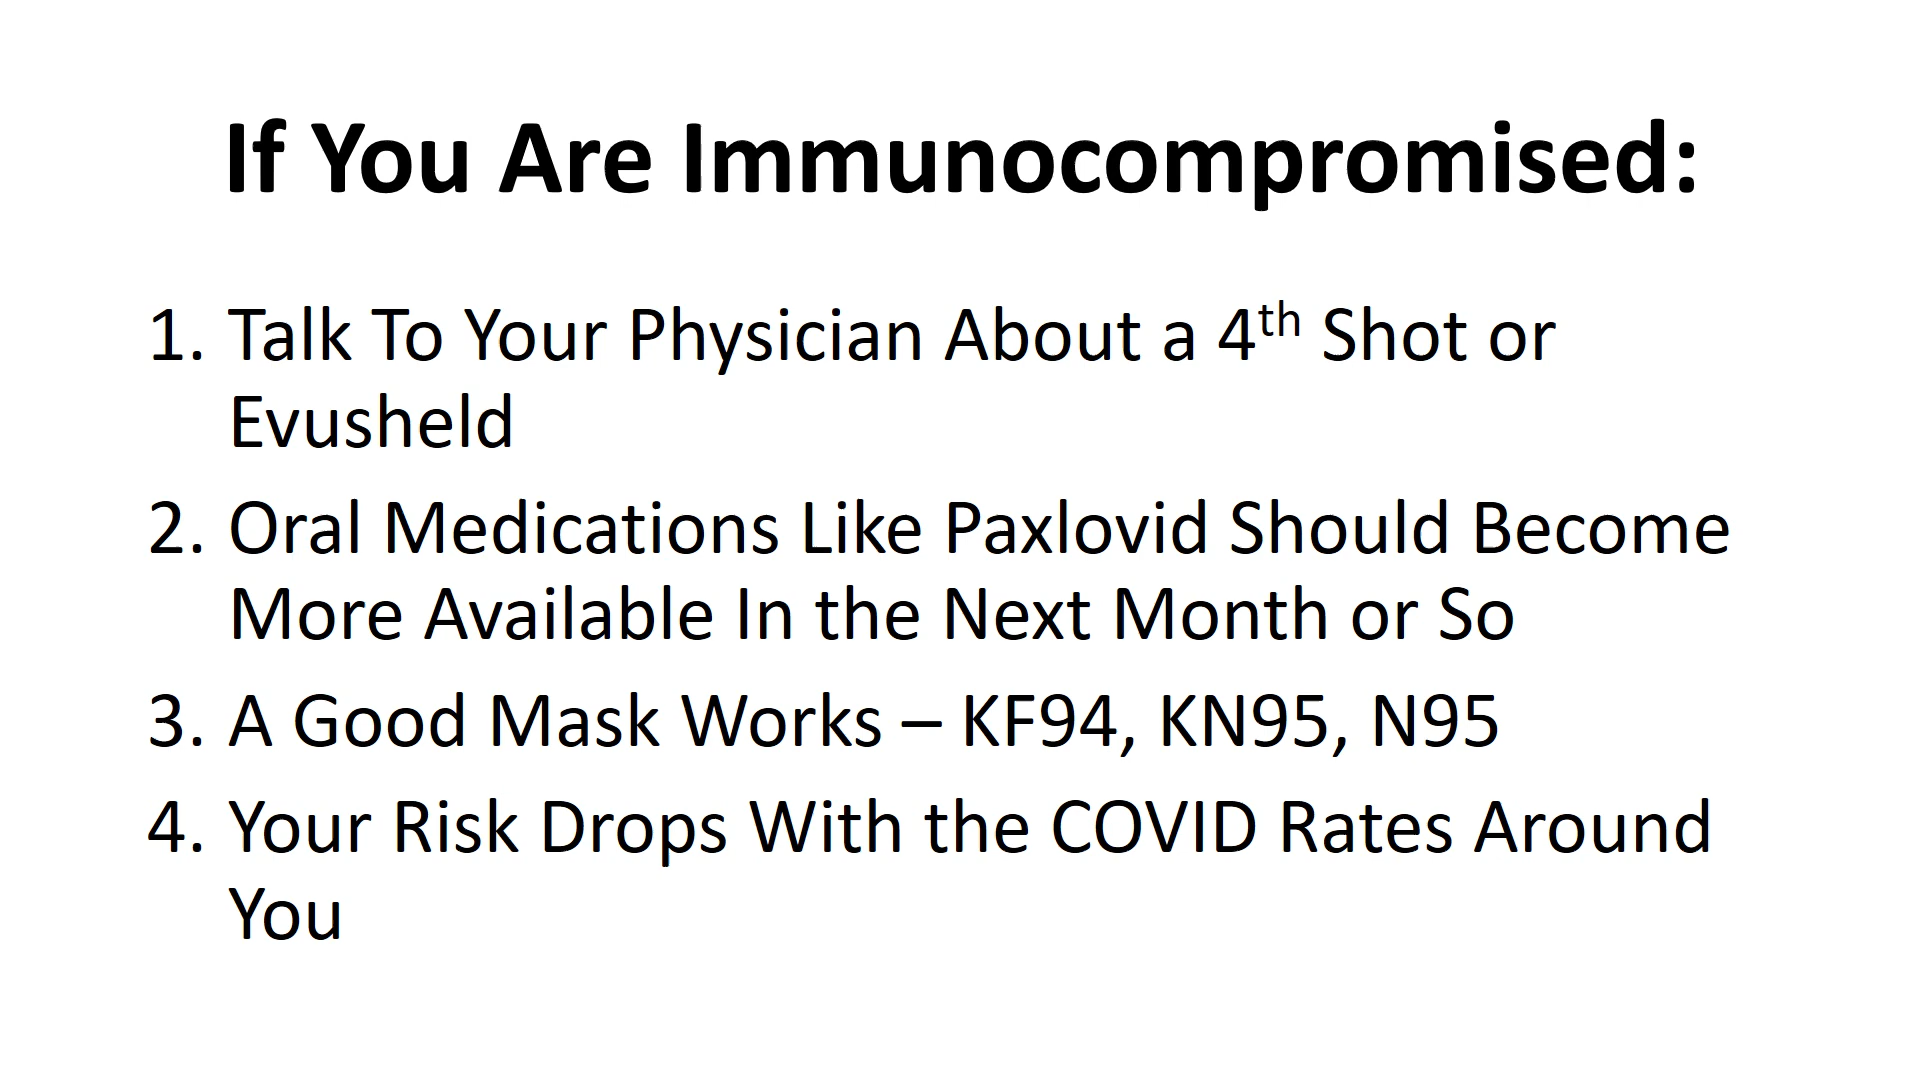 If You Are Immunocompromised:
1. Talk To Your Physician About a 4th Shot or
Evusheld
2. Oral Medications Like Paxlovid Should Become
More Available In the Next Month or So
3. A Good Mask Works – KF94, KN95, N95
4. Your Risk Drops With the COVID Rates Around
You